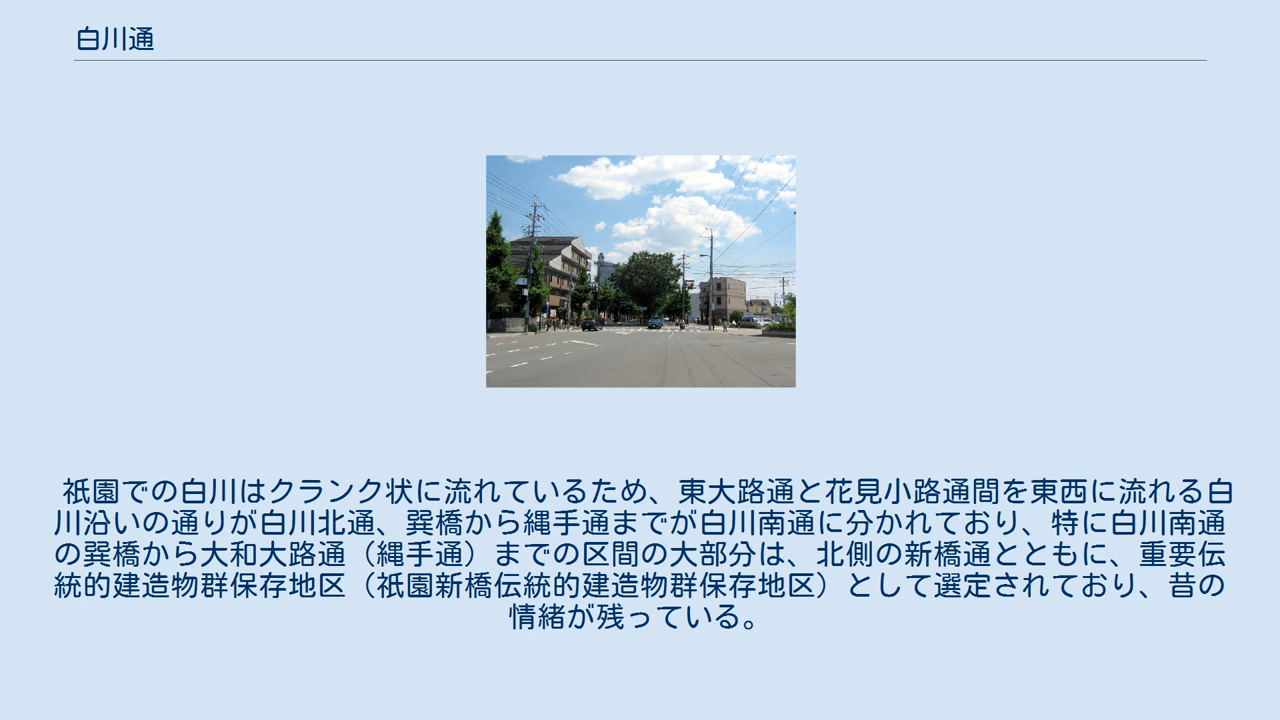 白川通
祇園での白川はクランク状に流れているため、東大路通と花見小路通間を東西に流れる白
川沿いの通りが白川北通、巽橋から縄手通までが白川南通に分かれており、特に白川南通
の巽橋から大和大路通（縄手通）までの区間の大部分は、北側の新橋通とともに、重要伝
統的建造物群保存地区（祇園新橋伝統的建造物群保存地区）として選定されており、昔の
情緒が残っている。